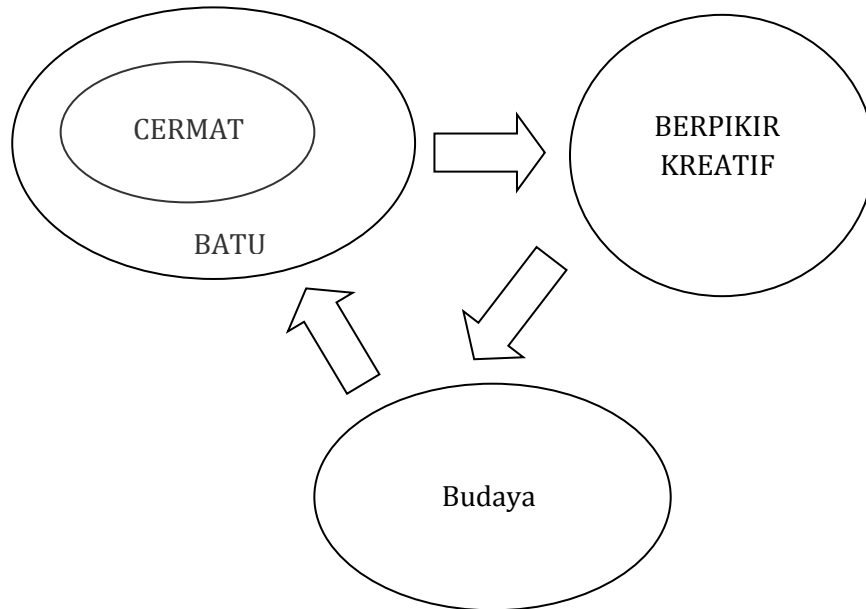 CERMAT
BATU
BERPIKIR
KREATIF
Budaya